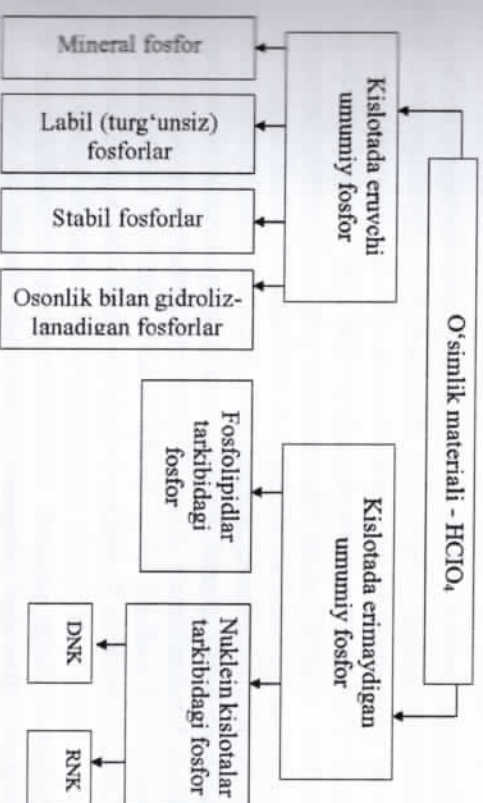 O‘simlik materiali - HClO₄
Kislotada eruvchi
umumiy fosfor
Kislotada erimaydigan
umumiy fosfor
Mineral fosfor
Labil (turg‘unsiz)
fosforlar
Stabil fosforlar
Osonlik bilan gidroliz-
lanadigan fosforlar
Fosfolipidlar
tarkibidagi
fosfor
Nuklein kislotalar
tarkibidagi fosfor
DNK
RNK